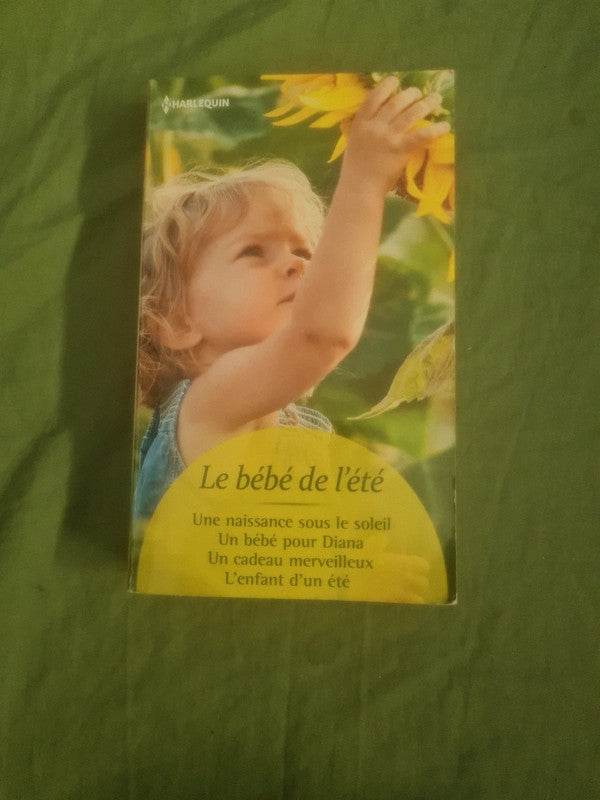 HARLEQUIN
Le bébé de l'été
Une naissance sous le soleil
Un bébé pour Diana
Un cadeau merveilleux
L'enfant d'un été